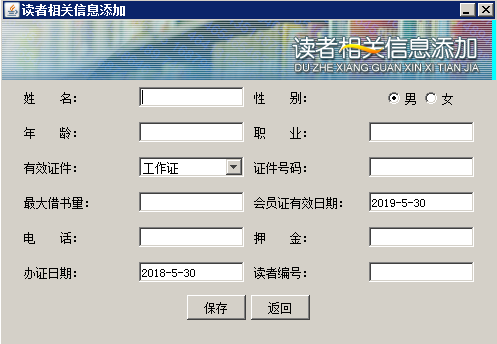 读者相关信息添加
读者相关信息添加
DU ZHE XIANG GUAN XIN XI TIAN JIA
姓 名： 性 别： 男 女
年 龄： 职 业：
有效证件： 工作证 证件号码：
最大借书量： 会员证有效日期： 2019-5-30
电 话： 押 金：
办证日期： 2018-5-30 读者编号：
保存 返回